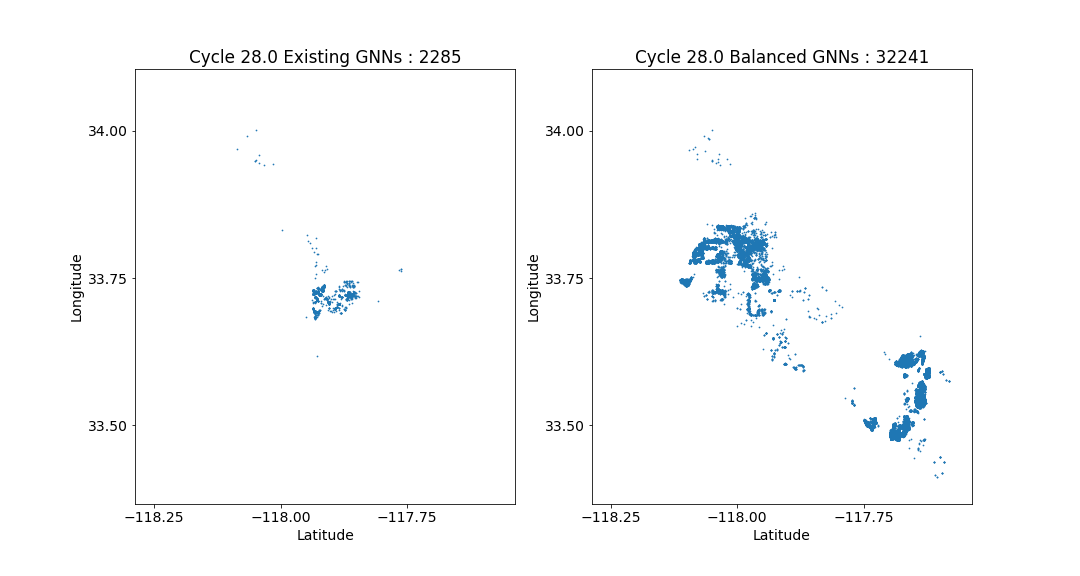 Cycle 28.0 Existing GNNs : 2285
34.00
33.75
33.50
Longitude
−118.25
−118.00
−117.75
Latitude
Cycle 28.0 Balanced GNNs : 32241
34.00
33.75
33.50
Longitude
−118.25
−118.00
−117.75
Latitude